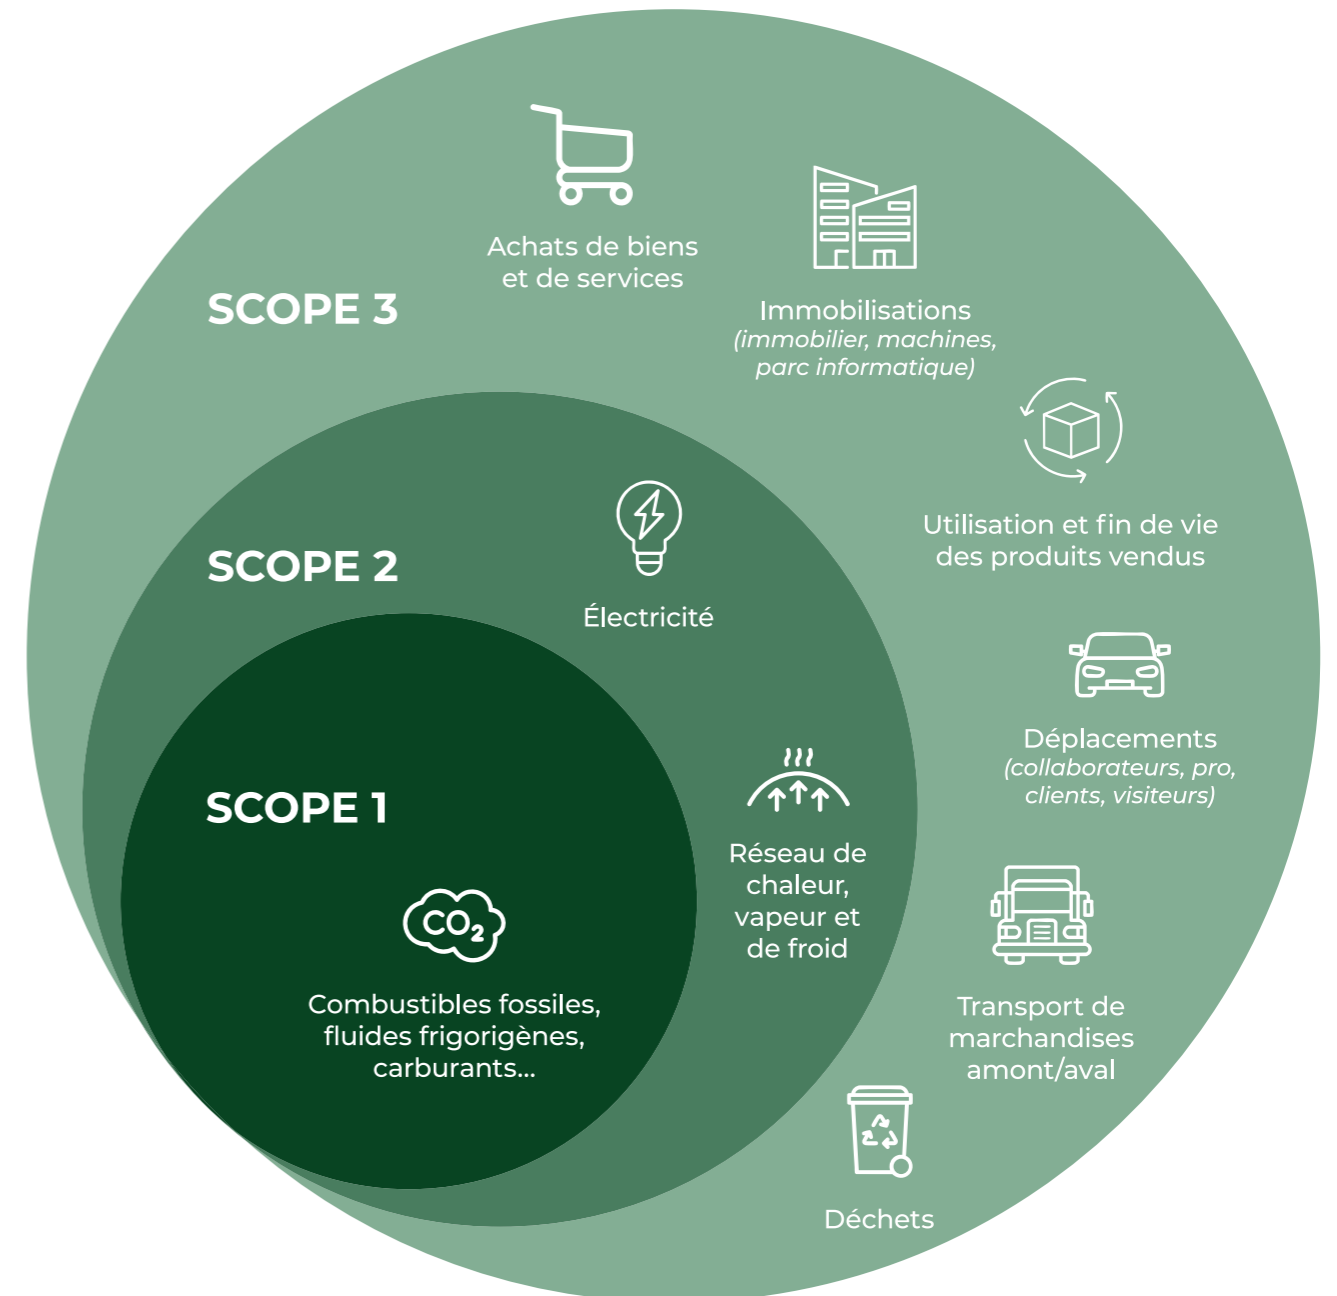 Achats de biens
et de services
Immobilisations
(immobilier, machines,
parc informatique)
SCOPE 3
Utilisation et fin de vie
des produits vendus
SCOPE 2
Électricité
Déplacements
(collaborateurs, pro,
clients, visiteurs)
SCOPE 1
Réseau de
chaleur,
vapeur et
de froid
CO₂
Combustibles fossiles,
fluides frigorigènes,
carburants...
Transport de
marchandises
amont/aval
Déchets